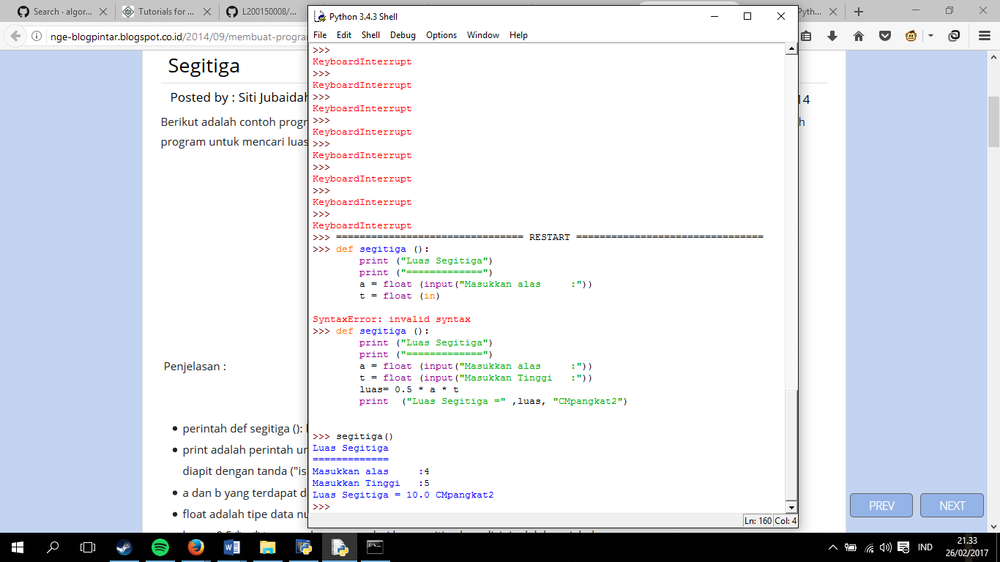 Search · algor...
Tutorials for ...
L200150008/...
Python 3.4.3 Shell
File Edit Shell Debug Options Window Help
nge-blogpintar.blogspot.co.id/2014/09/membuat-progra
Segitiga
Posted by : Siti Jubaidah
14
Berikut adalah contoh progr
h
program untuk mencari luas
Penjelasan :
perintah def segitiga ():
print adalah perintah un
diapit dengan tanda ("is
a dan b yang terdapat d
float adalah tipe data nu
PREV NEXT
>>>
KeyboardInterrupt
>>>
KeyboardInterrupt
>>>
KeyboardInterrupt
>>>
KeyboardInterrupt
>>>
KeyboardInterrupt
>>>
KeyboardInterrupt
>>>
KeyboardInterrupt
>>>
KeyboardInterrupt
>>> ================================ RESTART ================================
>>> def segitiga ():
        print ("Luas Segitiga")
        print ("=============")
        a = float (input("Masukkan alas     :"))
        t = float (in)
SyntaxError: invalid syntax
>>> def segitiga ():
        print ("Luas Segitiga")
        print ("=============")
        a = float (input("Masukkan alas     :"))
        t = float (input("Masukkan Tinggi   :"))
        luas= 0.5 * a * t
        print  ("Luas Segitiga =" ,luas, "CMpangkat2")
>>> segitiga()
Luas Segitiga
=============
Masukkan alas     :4
Masukkan Tinggi   :5
Luas Segitiga = 10.0 CMpangkat2
>>>
Ln: 160 Col: 4
IND
21.33
26/02/2017